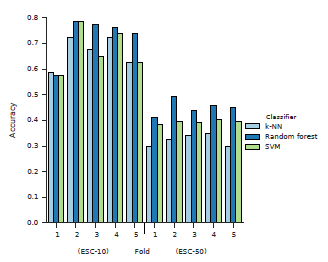 0.8
0.7
0.6
0.5
0.4
0.3
0.2
0.1
0.0
Accuracy
1 2 3 4 5 1 2 3 4 5
(ESC-10) Fold (ESC-50)
Classifier
k-NN
Random forest
SVM